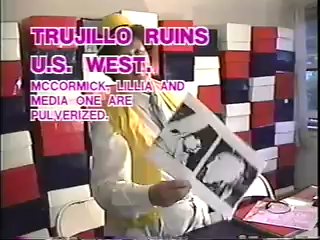 TRUJILLO RUINS
U.S. WEST.
MCCORMICK, LILLIA AND
MEDIA ONE ARE
PULVERIZED.